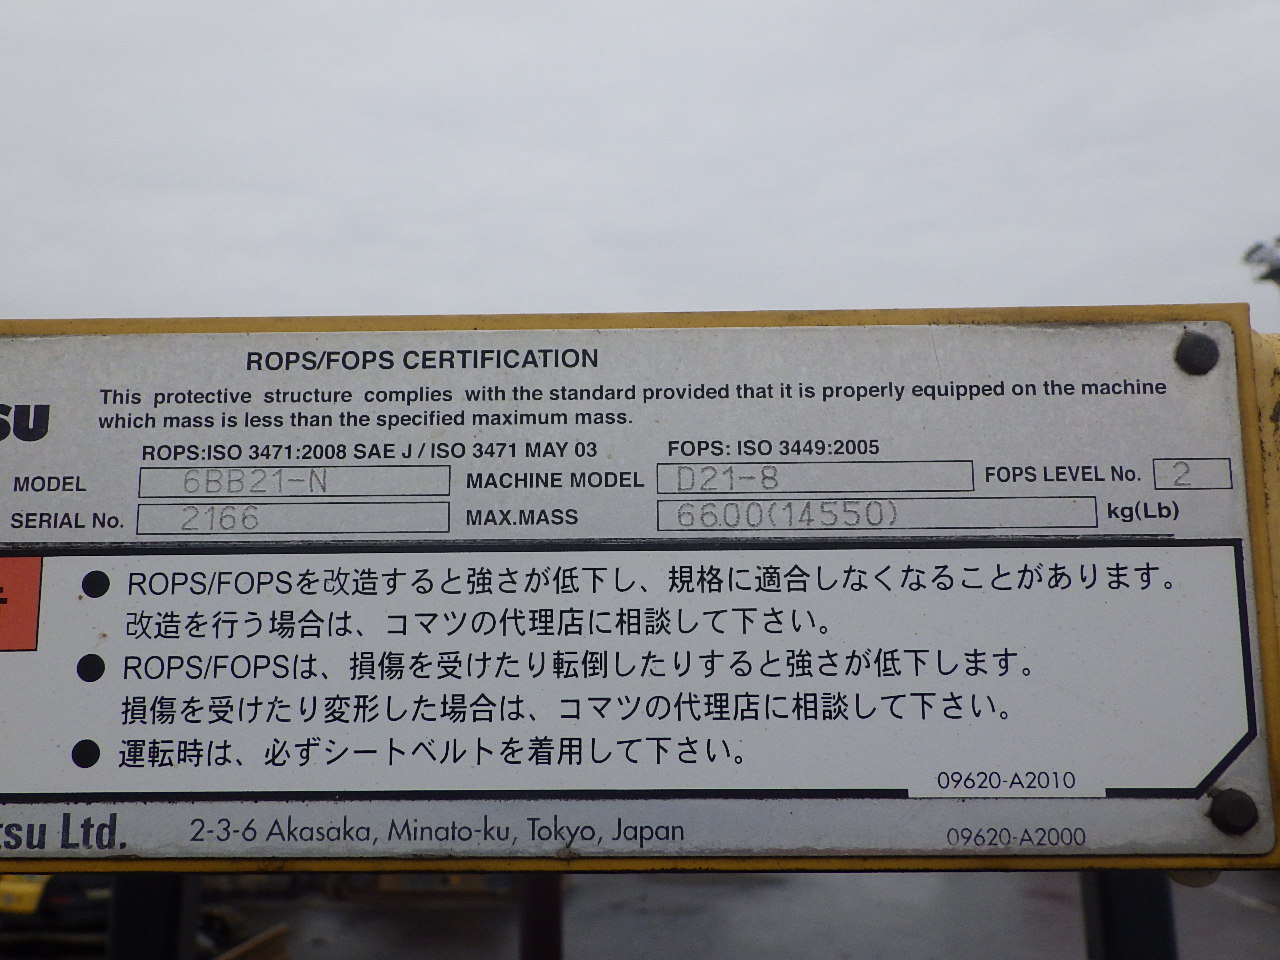 ROPS/FOPS CERTIFICATION
This protective structure complies with the standard provided that it is properly equipped on the machine
which mass is less than the specified maximum mass.
SU
ROPS:ISO 3471:2008 SAE J / ISO 3471 MAY 03 FOPS: ISO 3449:2005
MODEL 6BB21-N MACHINE MODEL D21-8 FOPS LEVEL No. 2
SERIAL No. 2166 MAX.MASS 6600(14550) kg(Lb)
● ROPS/FOPSを改造すると強さが低下し、規格に適合しなくなることがあります。
改造を行う場合は、コマツの代理店に相談して下さい。
● ROPS/FOPSは、損傷を受けたり転倒したりすると強さが低下します。
損傷を受けたり変形した場合は、コマツの代理店に相談して下さい。
● 運転時は、必ずシートベルトを着用して下さい。
09620-A2010
tsu Ltd. 2-3-6 Akasaka, Minato-ku, Tokyo, Japan 09620-A2000